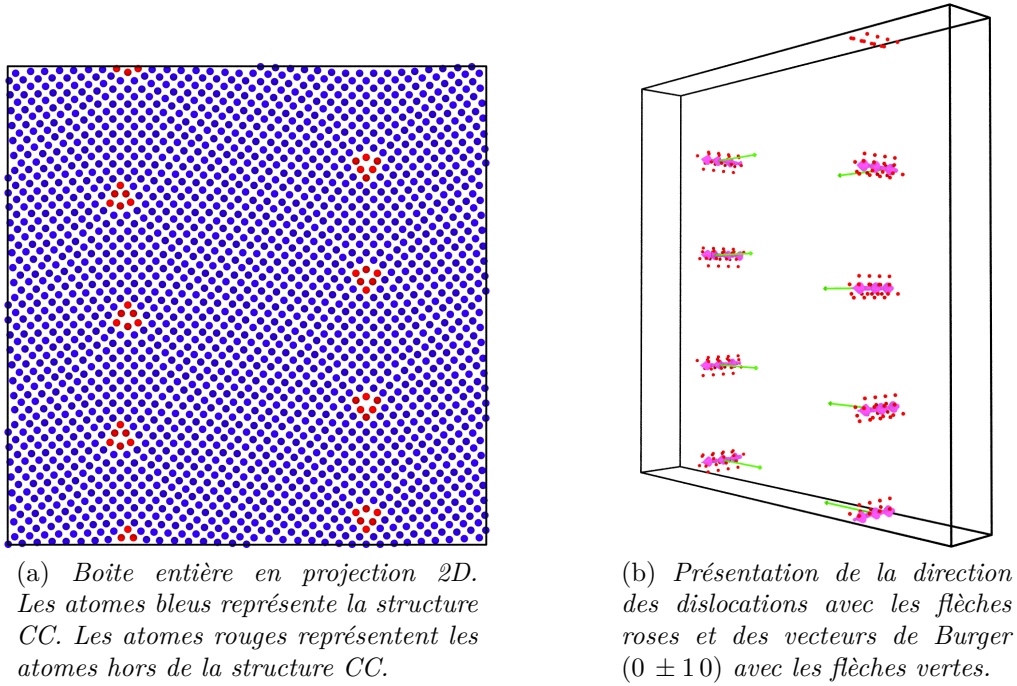 (a) Boite entière en projection 2D.
Les atomes bleus représente la structure
CC. Les atomes rouges représentent les
atomes hors de la structure CC.
(b) Présentation de la direction
des dislocations avec les flèches
roses et des vecteurs de Burger
(0 ±1 0) avec les flèches vertes.